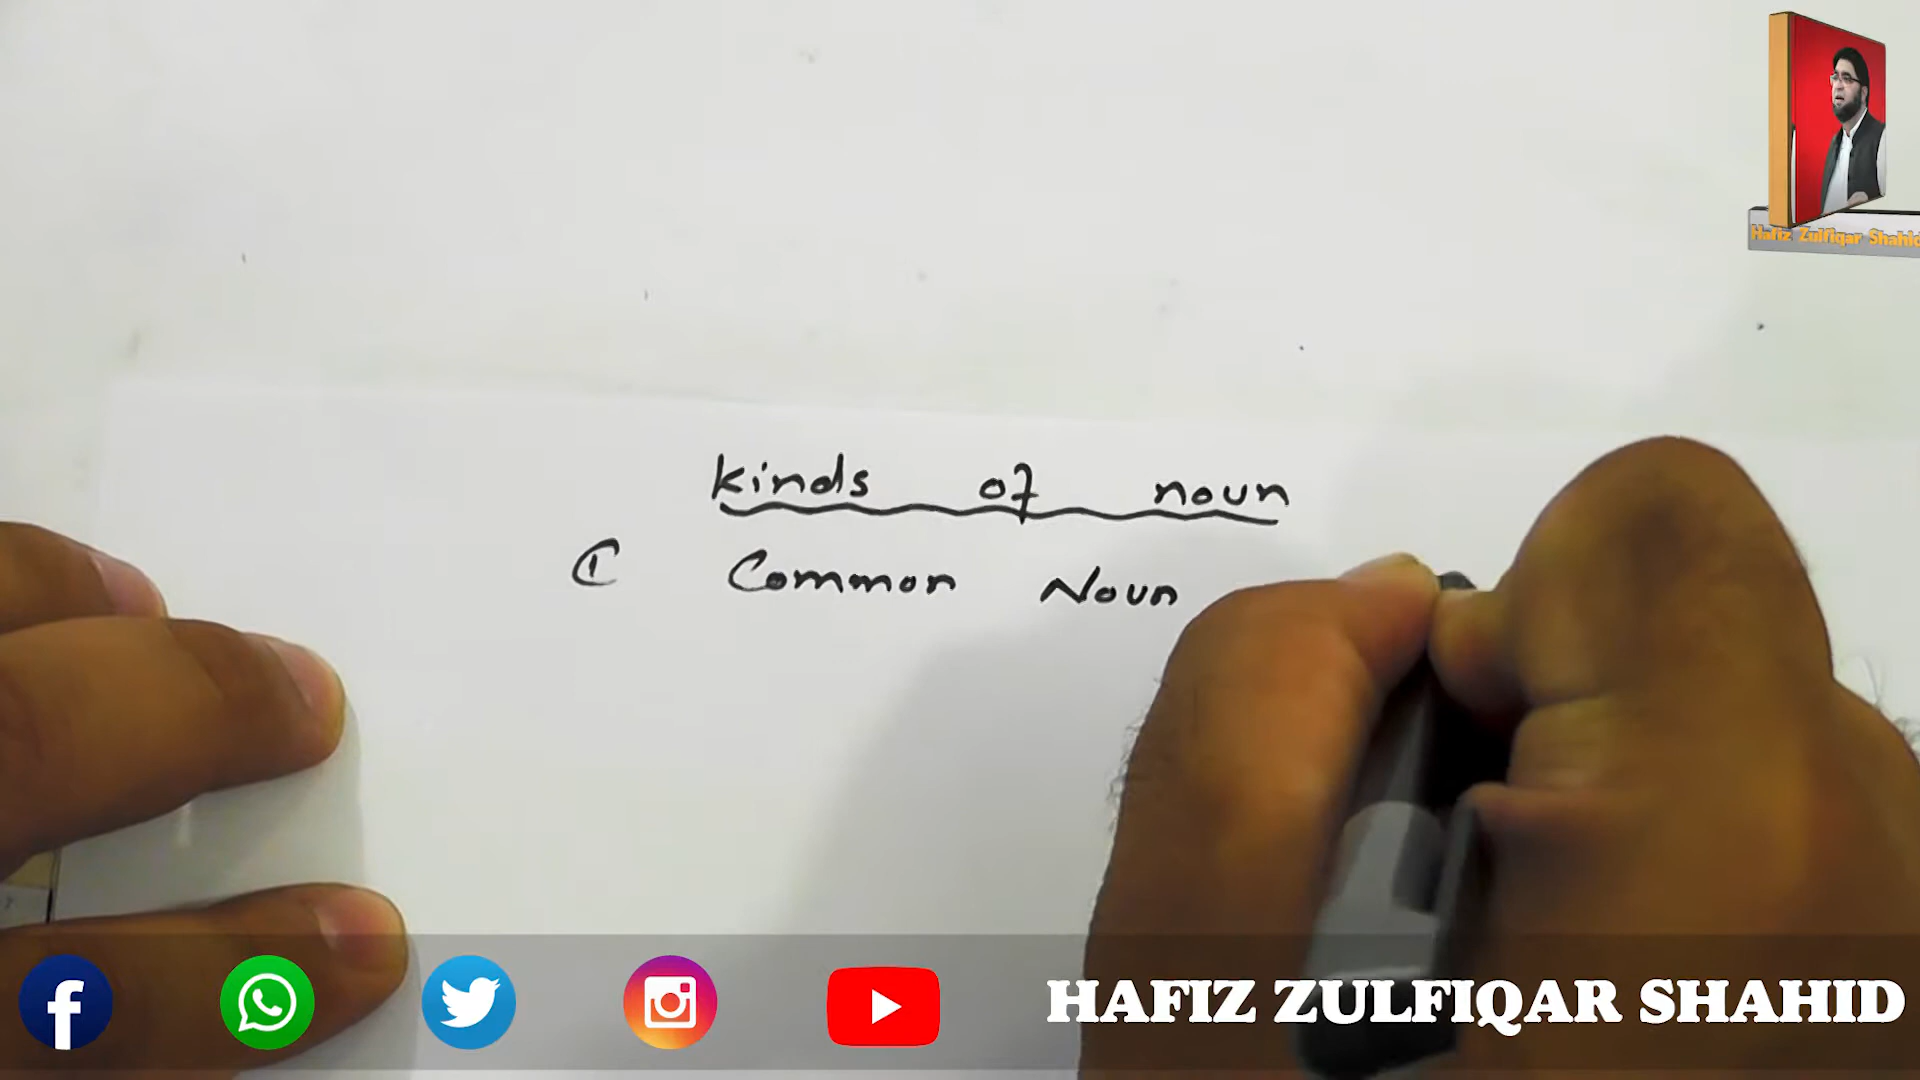 Hafiz Zulfiqar Shahid
kinds of noun
① Common Noun
HAFIZ ZULFIQAR SHAHID